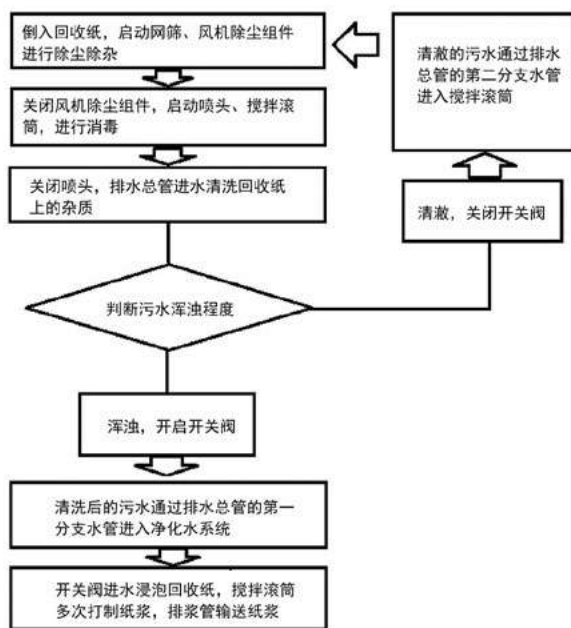 倒入回收纸，启动网筛、风机除尘组件
进行除尘除杂
关闭风机除尘组件，启动喷头、搅拌滚
筒，进行消毒
关闭喷头，排水总管进水清洗回收纸
上的杂质
判断污水浑浊程度
清澈，关闭开关阀
清澈的污水通过排水
总管的第二分支水管
进入搅拌滚筒
浑浊，开启开关阀
清洗后的污水通过排水总管的第一
分支水管进入净化水系统
开关阀进水浸泡回收纸，搅拌滚筒
多次打制纸浆，排浆管输送纸浆